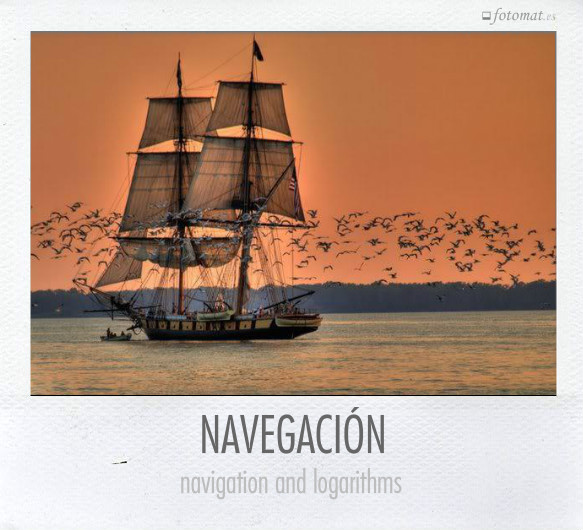 fotomat.es
NAVEGACIÓN
navigation and logarithms